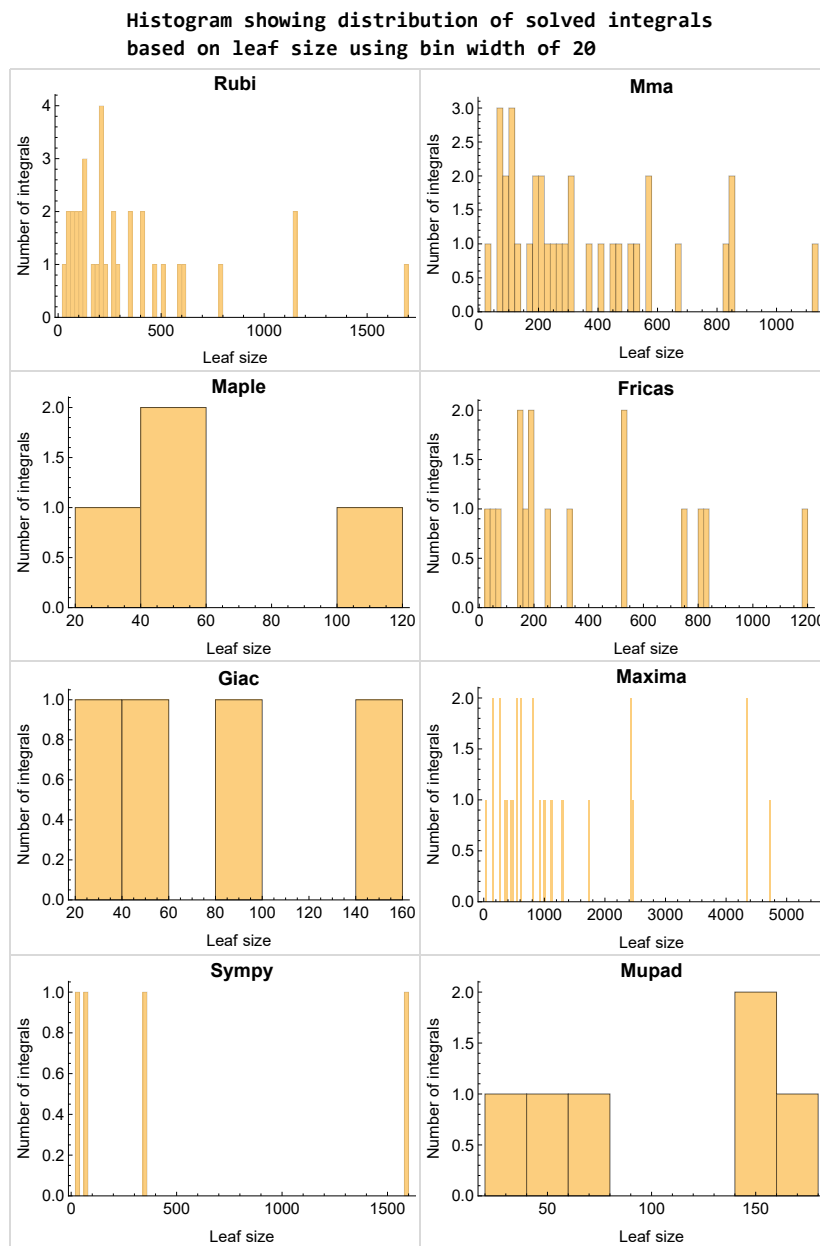 Histogram showing distribution of solved integrals
based on leaf size using bin width of 20
Rubi
Number of integrals
4
3
2
1
0
0 500 1000 1500
Leaf size
Mma
Number of integrals
3.0
2.5
2.0
1.5
1.0
0.5
0.0
0 200 400 600 800 1000
Leaf size
Maple
Number of integrals
2.0
1.5
1.0
0.5
0.0
20 40 60 80 100 120
Leaf size
Fricas
Number of integrals
2.0
1.5
1.0
0.5
0.0
0 200 400 600 800 1000 1200
Leaf size
Giac
Number of integrals
1.0
0.8
0.6
0.4
0.2
0.0
20 40 60 80 100 120 140 160
Leaf size
Maxima
Number of integrals
2.0
1.5
1.0
0.5
0.0
0 1000 2000 3000 4000 5000
Leaf size
Sympy
Number of integrals
1.0
0.8
0.6
0.4
0.2
0.0
0 500 1000 1500
Leaf size
Mupad
Number of integrals
2.0
1.5
1.0
0.5
0.0
50 100 150
Leaf size